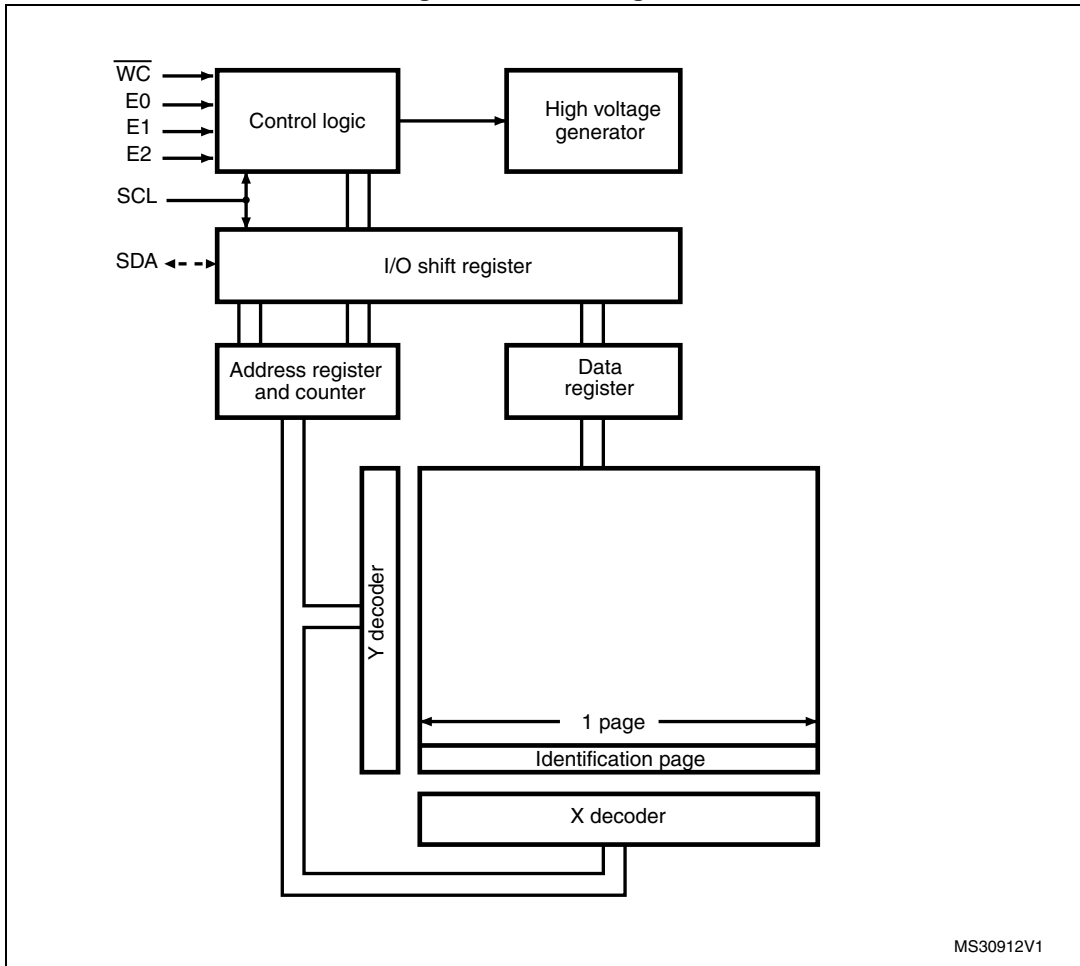 W̅C̅
E0
E1
E2
SCL
SDA
Control logic
High voltage
generator
I/O shift register
Address register
and counter
Data
register
Y decoder
1 page
Identification page
X decoder
MS30912V1